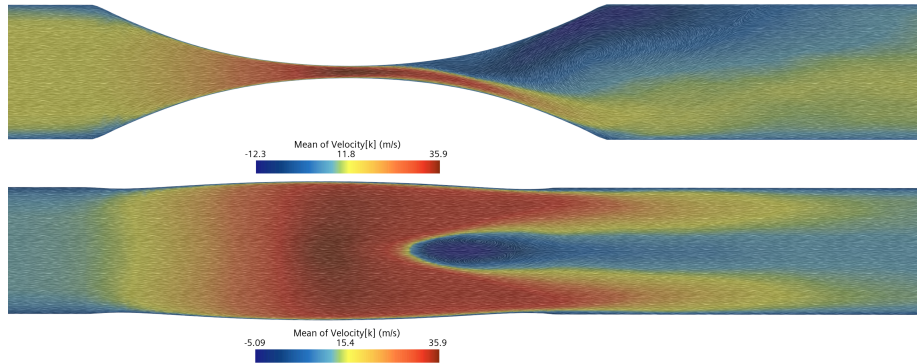 Mean of Velocity[k] (m/s)
-12.3 11.8 35.9
Mean of Velocity[k] (m/s)
-5.09 15.4 35.9